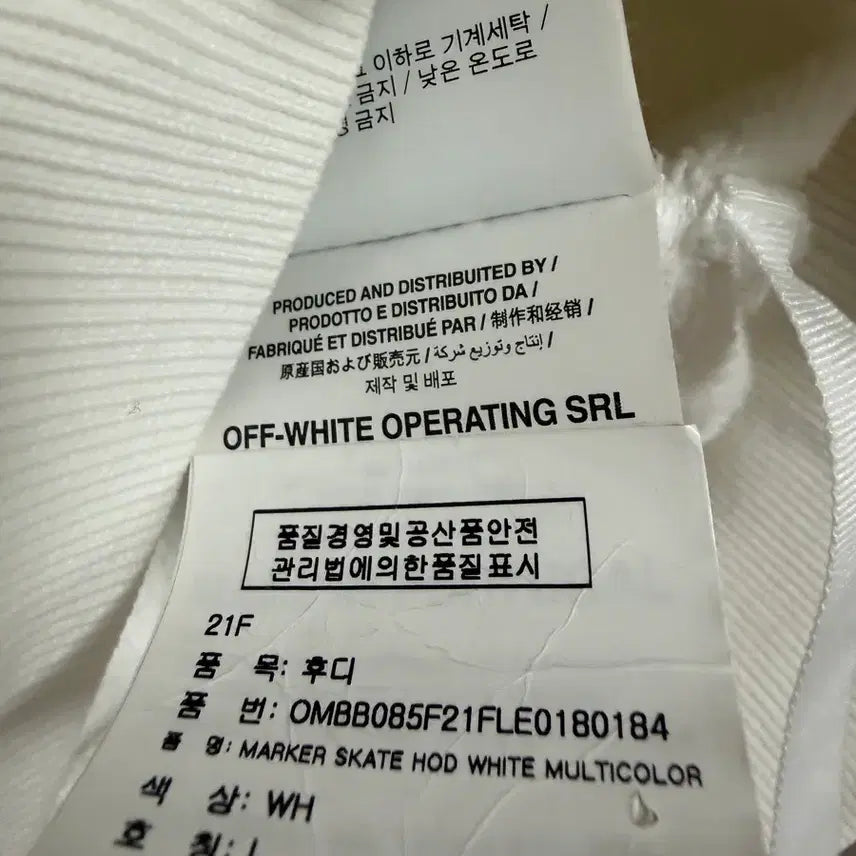 이하로 기계세탁 /
금지 / 낮은 온도로
금지
PRODUCED AND DISTRIBUITED BY /
PRODOTTO E DISTRIBUITO DA /
FABRIQUÉ ET DISTRIBUÉ PAR / 制作和经销 /
原産国および販売元 / إنتاج وتوزيع شركة /
제작 및 배포
OFF-WHITE OPERATING SRL
품질경영및공산품안전
관리법에의한품질표시
21F
품 목: 후디
품 번: OMBB085F21FLE0180184
품 명: MARKER SKATE HOD WHITE MULTICOLOR
색 상: WH
호 칭: L